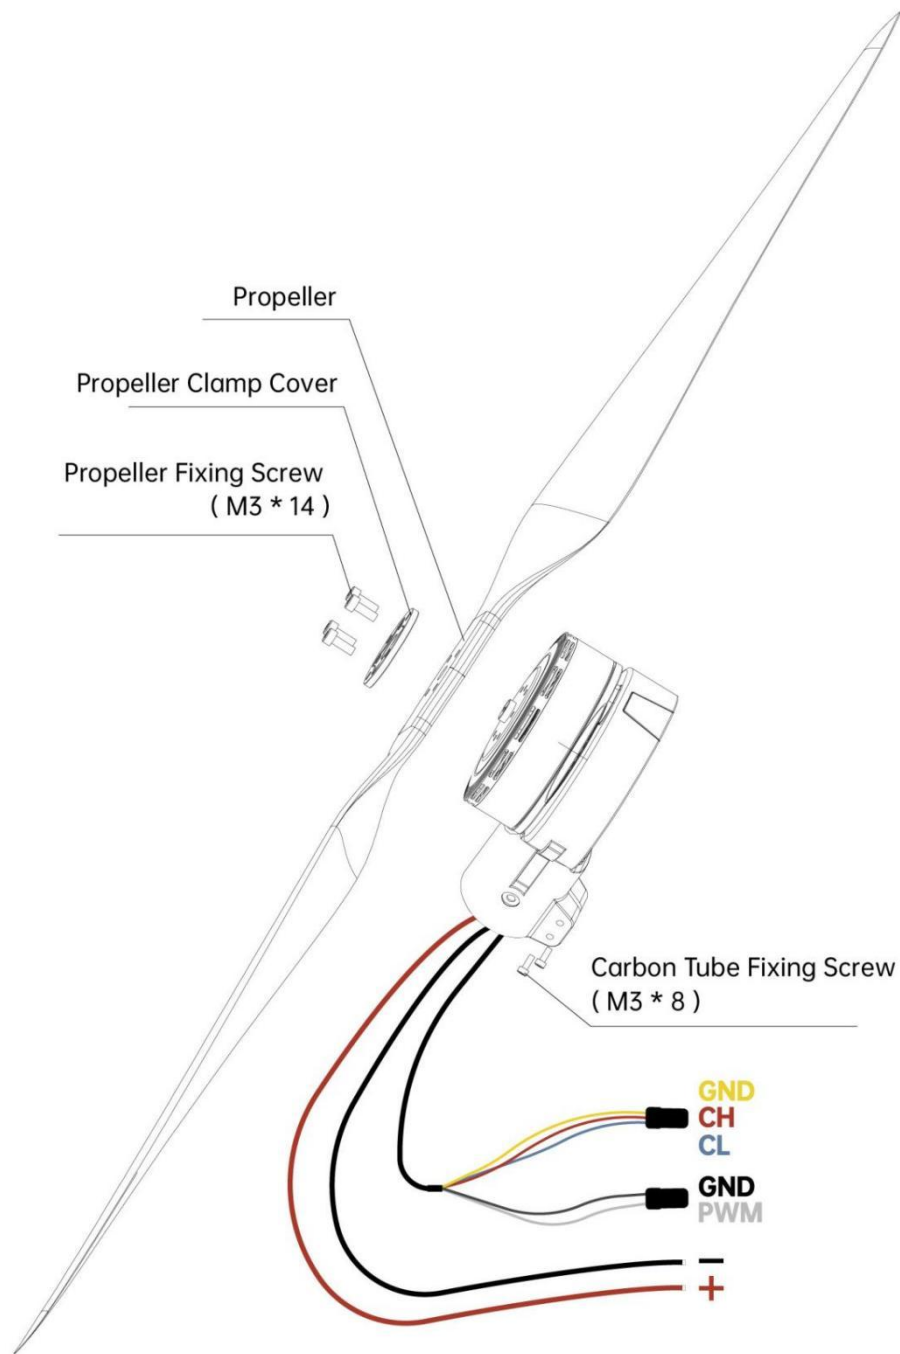 Propeller
Propeller Clamp Cover
Propeller Fixing Screw
( M3 * 14 )
Carbon Tube Fixing Screw
( M3 * 8 )
GND
CH
CL
GND
PWM
−
+